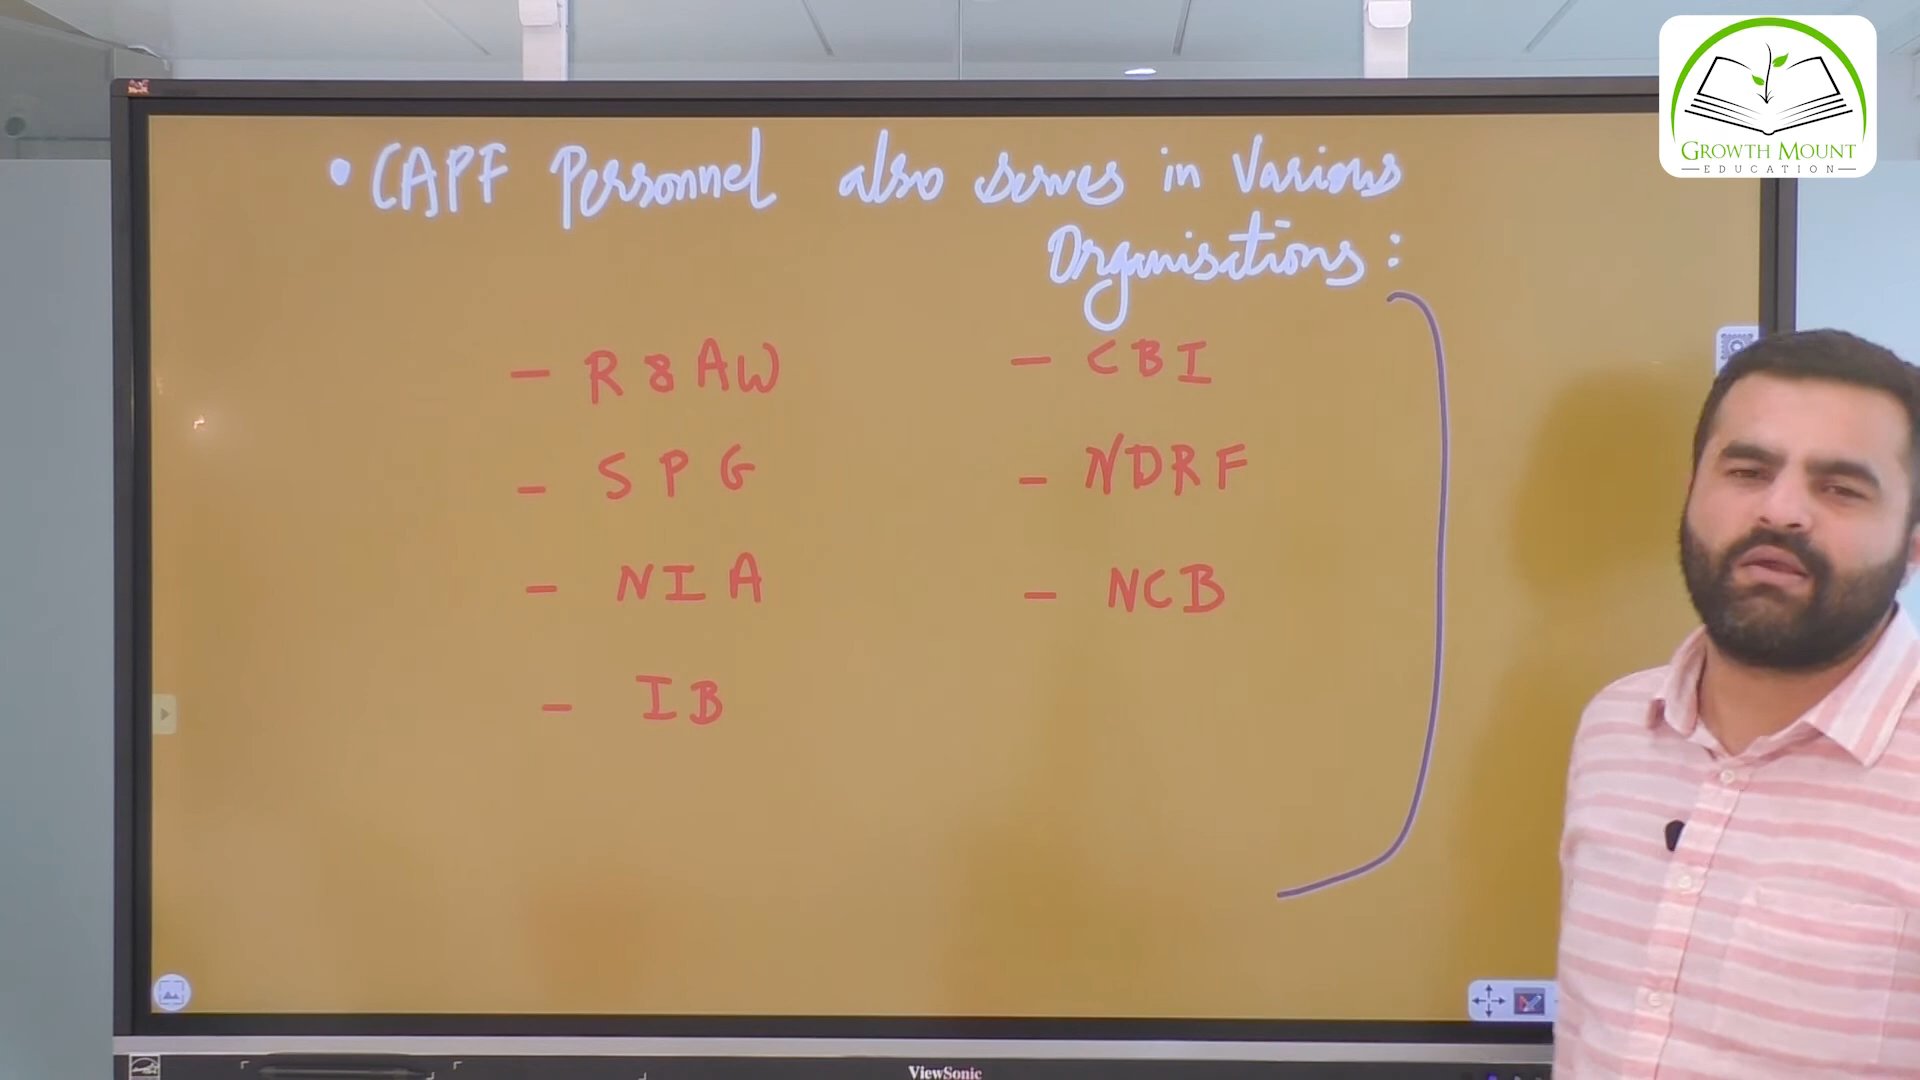 • CAPF Personnel also serves in Various
Organisations :
- R&AW
- SPG
- NIA
- IB
- CBI
- NDRF
- NCB
GROWTH MOUNT
EDUCATION
ViewSonic